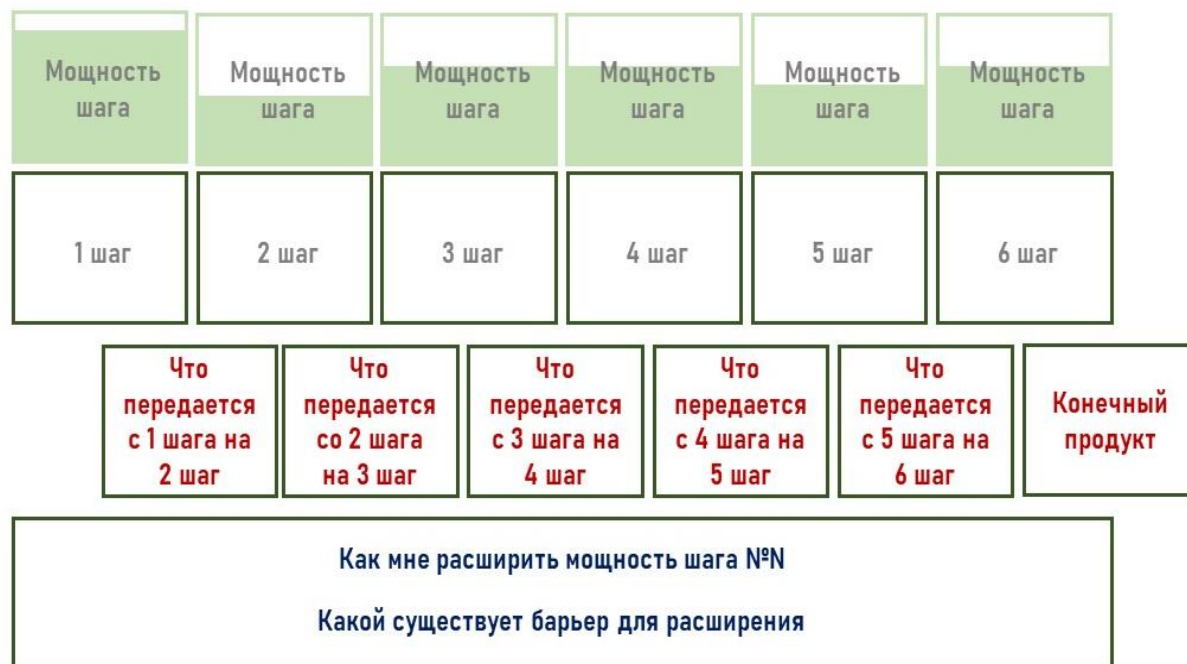 Мощность
шага
Мощность
шага
Мощность
шага
Мощность
шага
Мощность
шага
Мощность
шага
1 шаг
2 шаг
3 шаг
4 шаг
5 шаг
6 шаг
Что
передается
с 1 шага на
2 шаг
Что
передается
со 2 шага
на 3 шаг
Что
передается
с 3 шага на
4 шаг
Что
передается
с 4 шага на
5 шаг
Что
передается
с 5 шага на
6 шаг
Конечный
продукт
Как мне расширить мощность шага №N
Какой существует барьер для расширения